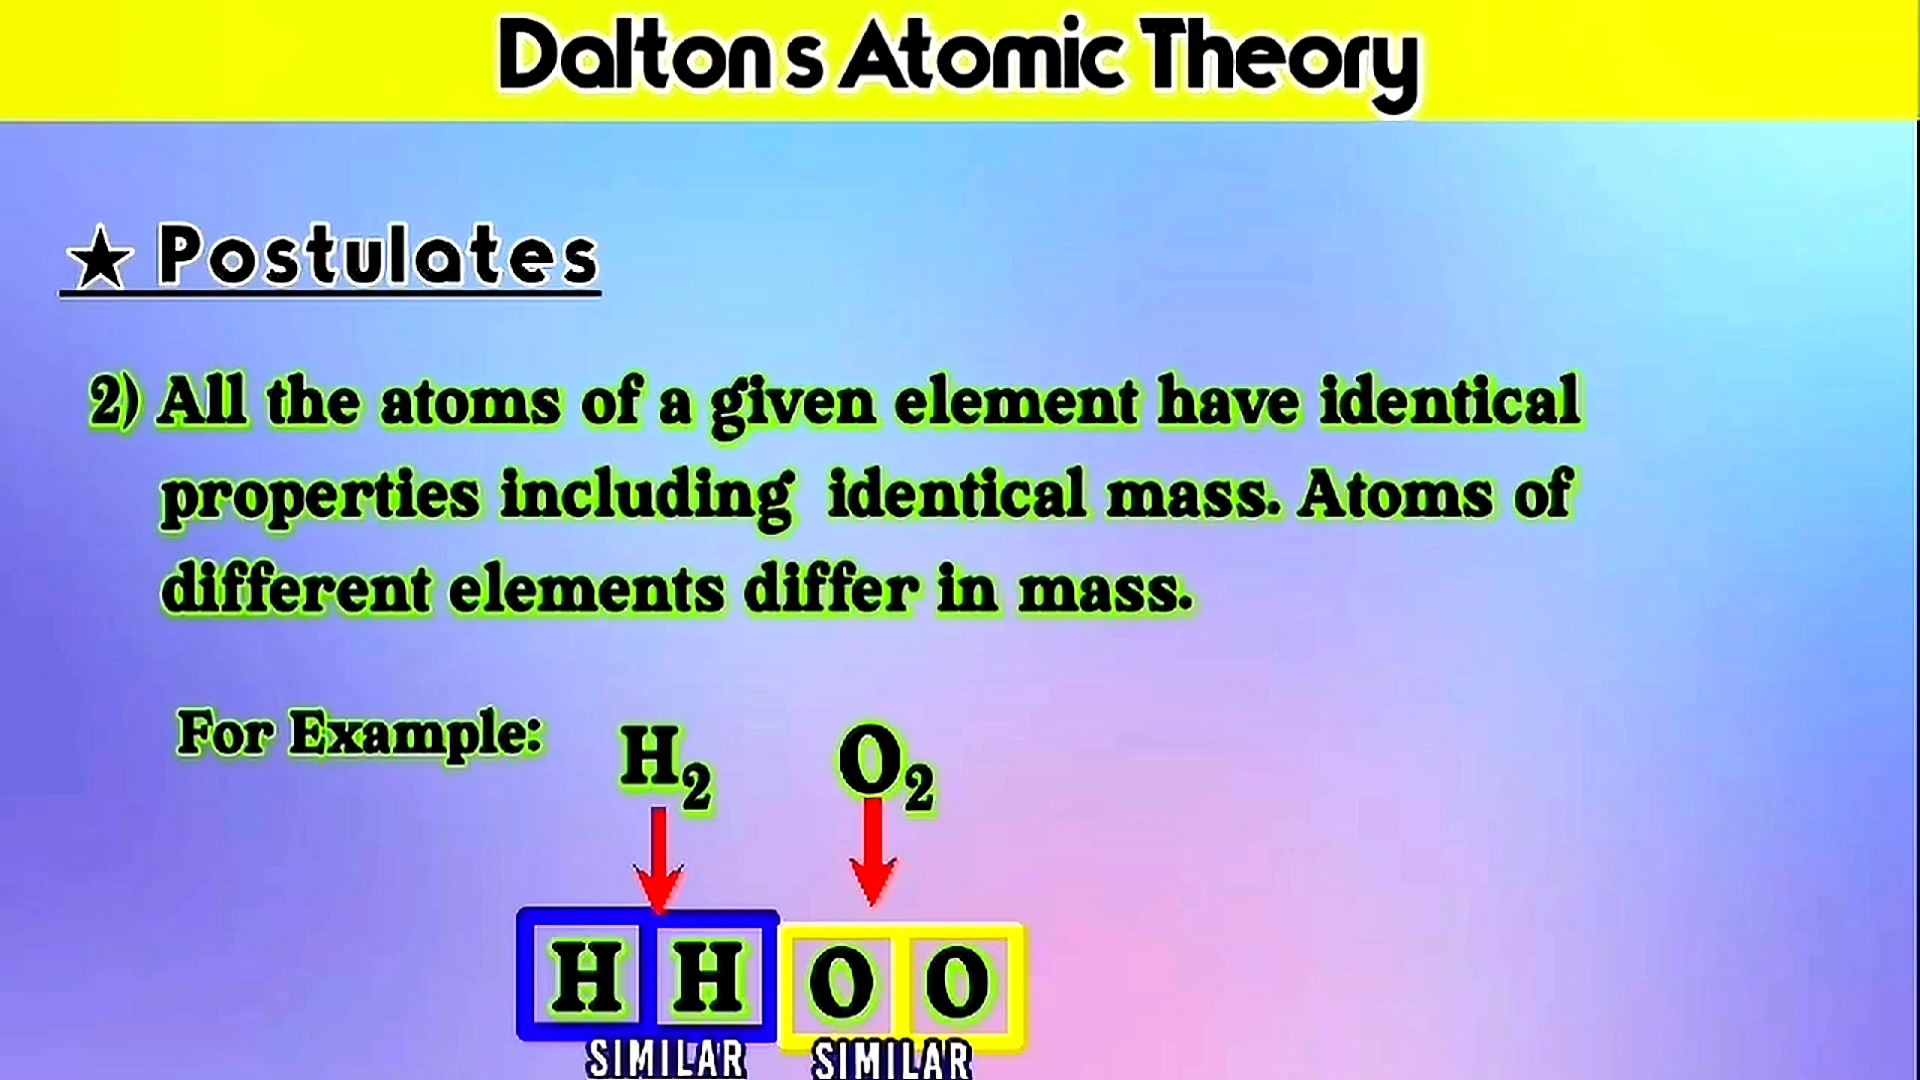 Dalton s Atomic Theory
★ Postulates
2) All the atoms of a given element have identical
properties including identical mass. Atoms of
different elements differ in mass.
For Example: H₂ O₂
H H O O
SIMILAR SIMILAR